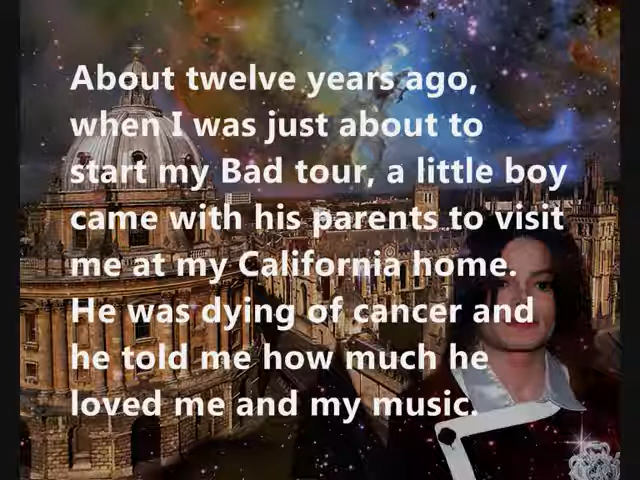 About twelve years ago,
when I was just about to
start my Bad tour, a little boy
came with his parents to visit
me at my California home.
He was dying of cancer and
he told me how much he
loved me and my music.